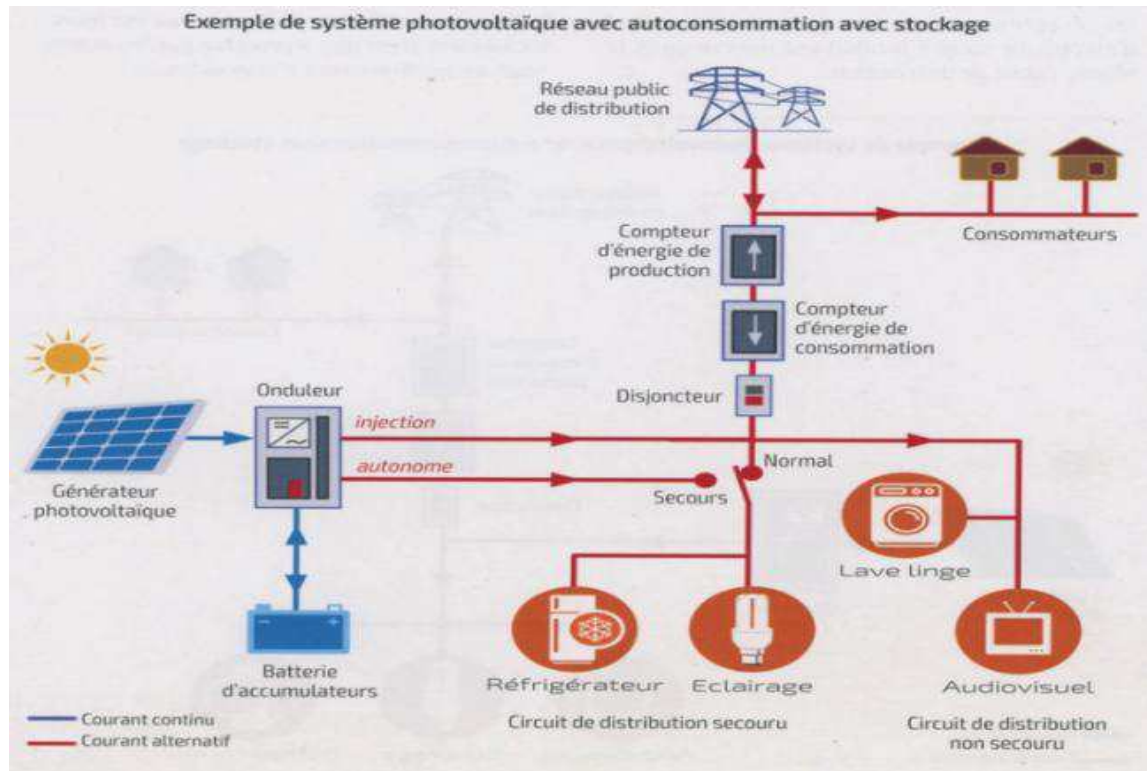 Exemple de système photovoltaïque avec autoconsommation avec stockage
Réseau public
de distribution
Consommateurs
Compteur
d'énergie de
production
Compteur
d'énergie de
consommation
Disjoncteur
Onduleur
injection
autonome
Normal
Secours
Générateur
photovoltaïque
Lave linge
Batterie
d'accumulateurs
Réfrigérateur
Eclairage
Audiovisuel
Circuit de distribution secouru
Circuit de distribution
non secouru
Courant continu
Courant alternatif